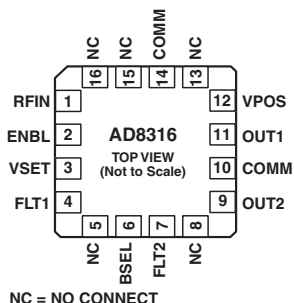 NC
NC
COMM
NC
16
15
14
13
RFIN 1
12 VPOS
ENBL 2
AD8316
11 OUT1
TOP VIEW
(Not to Scale)
VSET 3
10 COMM
FLT1 4
9 OUT2
5
6
7
8
NC
BSEL
FLT2
NC
NC = NO CONNECT